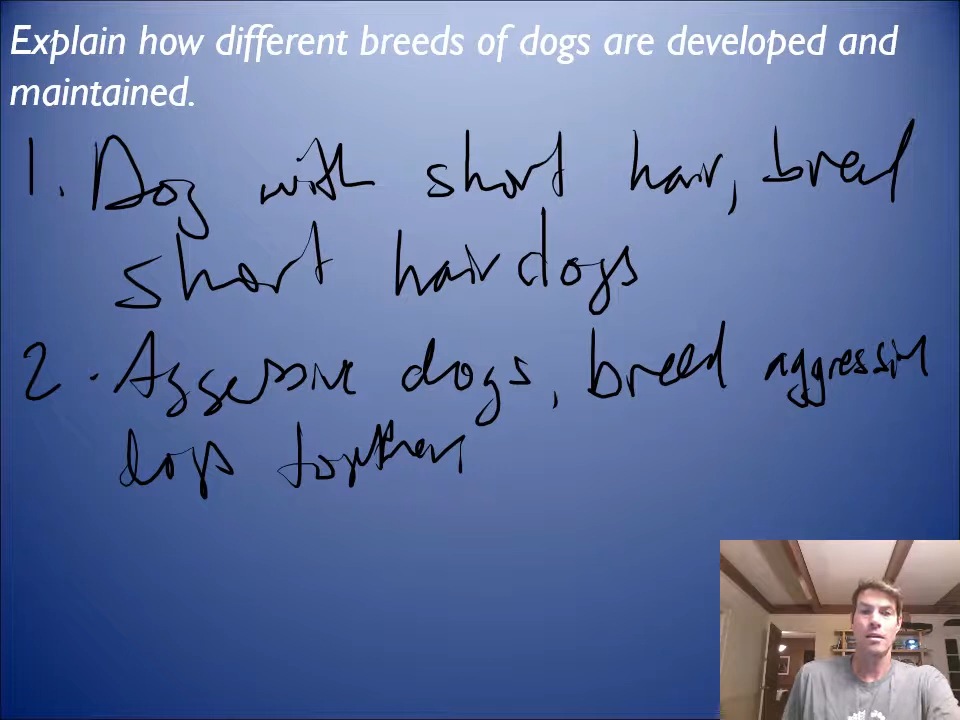 Explain how different breeds of dogs are developed and
maintained.
1. Dog with short hair, breed
short hair dogs
2. Aggessive dogs, breed aggressive
dogs together